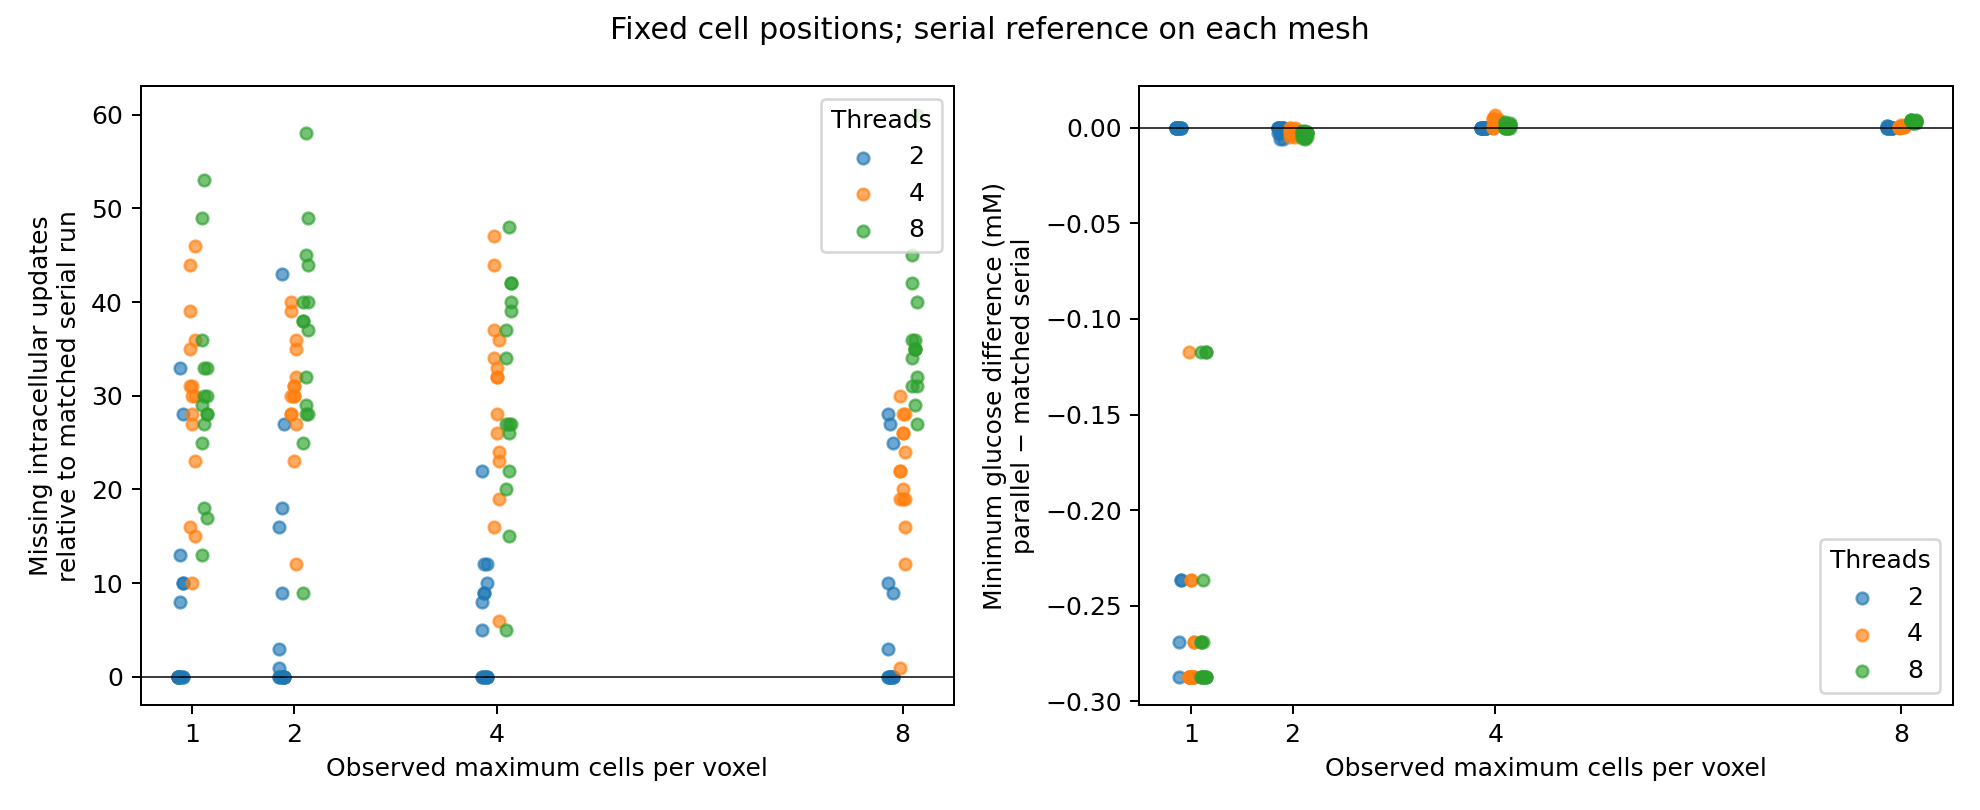 Fixed cell positions; serial reference on each mesh
Missing intracellular updates
relative to matched serial run
60
50
40
30
20
10
0
Threads
2
4
8
1 2 4 8
Observed maximum cells per voxel
Minimum glucose difference (mM)
parallel − matched serial
0.00
−0.05
−0.10
−0.15
−0.20
−0.25
−0.30
Threads
2
4
8
1 2 4 8
Observed maximum cells per voxel